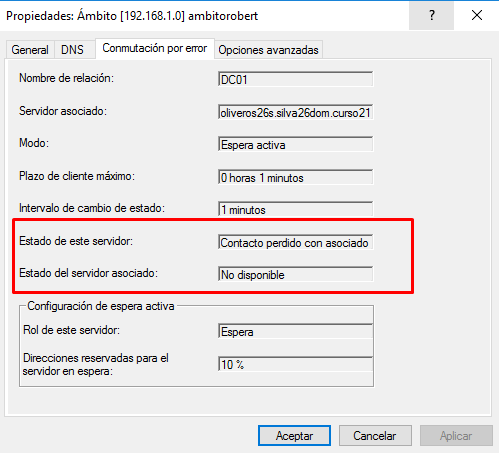 Propiedades: Ámbito [192.168.1.0] ambitorobert
General DNS Conmutación por error Opciones avanzadas
Nombre de relación: DC01
Servidor asociado: oliveros26s.silva26dom.curso21
Modo: Espera activa
Plazo de cliente máximo: 0 horas 1 minutos
Intervalo de cambio de estado: 1 minutos
Estado de este servidor: Contacto perdido con asociado
Estado del servidor asociado: No disponible
Configuración de espera activa
Rol de este servidor: Espera
Direcciones reservadas para el
servidor en espera: 10 %
Aceptar Cancelar Aplicar